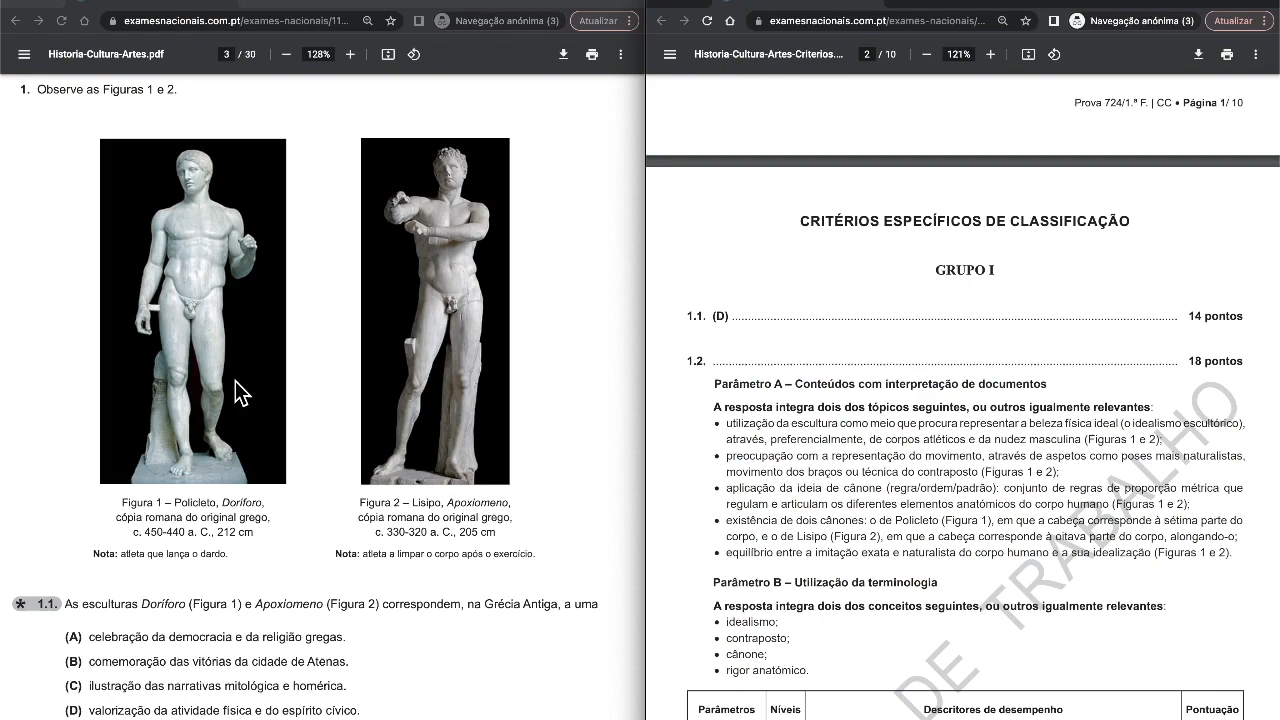 examesnacionais.com.pt/exames-nacionais/11...
Navegação anónima (3)
Atualizar
Historia-Cultura-Artes.pdf
3 / 30
128%
1. Observe as Figuras 1 e 2.
Figura 1 – Policleto, Doríforo,
cópia romana do original grego,
c. 450-440 a. C., 212 cm
Nota: atleta que lança o dardo.
Figura 2 – Lisipo, Apoxiomeno,
cópia romana do original grego,
c. 330-320 a. C., 205 cm
Nota: atleta a limpar o corpo após o exercício.
* 1.1. As esculturas Doríforo (Figura 1) e Apoxiomeno (Figura 2) correspondem, na Grécia Antiga, a uma
(A) celebração da democracia e da religião gregas.
(B) comemoração das vitórias da cidade de Atenas.
(C) ilustração das narrativas mitológica e homérica.
(D) valorização da atividade física e do espírito cívico.
examesnacionais.com.pt/exames-nacionais/...
Navegação anónima (3)
Atualizar
Historia-Cultura-Artes-Criterios....
2 / 10
121%
Prova 724/1.ª F. | CC • Página 1/ 10
CRITÉRIOS ESPECÍFICOS DE CLASSIFICAÇÃO
GRUPO I
1.1. (D) .................................................. 14 pontos
1.2. .................................................. 18 pontos
Parâmetro A – Conteúdos com interpretação de documentos
A resposta integra dois dos tópicos seguintes, ou outros igualmente relevantes:
• utilização da escultura como meio que procura representar a beleza física ideal (o idealismo escultórico),
através, preferencialmente, de corpos atléticos e da nudez masculina (Figuras 1 e 2);
• preocupação com a representação do movimento, através de aspetos como poses mais naturalistas,
movimento dos braços ou técnica do contraposto (Figuras 1 e 2);
• aplicação da ideia de cânone (regra/ordem/padrão): conjunto de regras de proporção métrica que
regulam e articulam os diferentes elementos anatómicos do corpo humano (Figuras 1 e 2);
• existência de dois cânones: o de Policleto (Figura 1), em que a cabeça corresponde à sétima parte do
corpo, e o de Lisipo (Figura 2), em que a cabeça corresponde à oitava parte do corpo, alongando-o;
• equilíbrio entre a imitação exata e naturalista do corpo humano e a sua idealização (Figuras 1 e 2).
Parâmetro B – Utilização da terminologia
A resposta integra dois dos conceitos seguintes, ou outros igualmente relevantes:
• idealismo;
• contraposto;
• cânone;
• rigor anatómico.
Parâmetros Níveis Descritores de desempenho Pontuação
DE TRABALHO